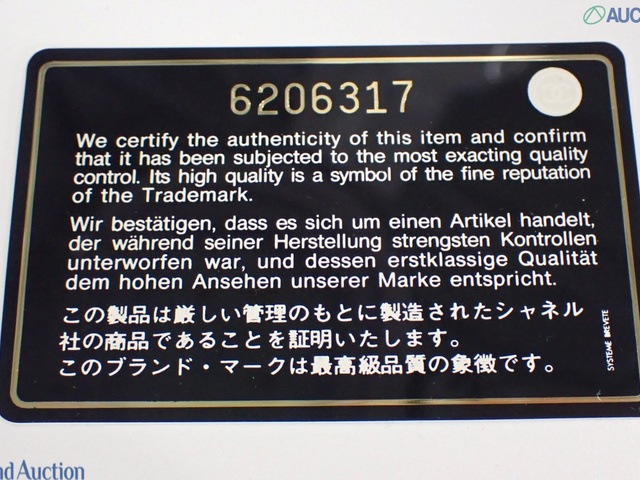 AUC
6206317
We certify the authenticity of this item and confirm
that it has been subjected to the most exacting quality
control. Its high quality is a symbol of the fine reputation
of the Trademark.
Wir bestätigen, dass es sich um einen Artikel handelt,
der während seiner Herstellung strengsten Kontrollen
unterworfen war, und dessen erstklassige Qualität
dem hohen Ansehen unserer Marke entspricht.
この製品は厳しい管理のもとに製造されたシャネル
社の商品であることを証明いたします。
このブランド・マークは最高級品質の象徴です。
SYSTEME BREVETE
nd Auction